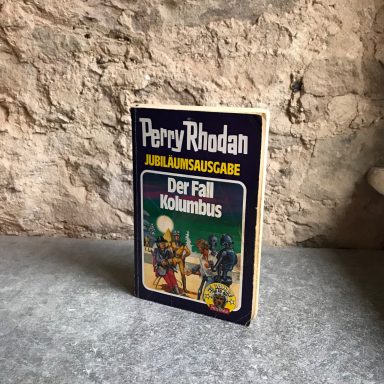 Perry Rhodan
JUBILÄUMSAUSGABE
Der Fall
Kolumbus